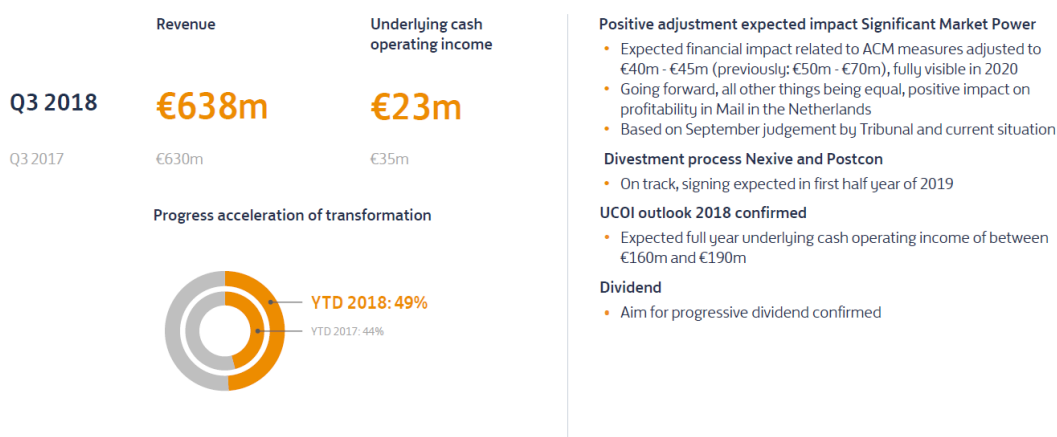 Revenue
Underlying cash
operating income
Q3 2018
€638m
€23m
Q3 2017
€630m
€35m
Progress acceleration of transformation
YTD 2018: 49%
YTD 2017: 44%
Positive adjustment expected impact Significant Market Power
• Expected financial impact related to ACM measures adjusted to
€40m - €45m (previously: €50m - €70m), fully visible in 2020
• Going forward, all other things being equal, positive impact on
profitability in Mail in the Netherlands
• Based on September judgement by Tribunal and current situation
Divestment process Nexive and Postcon
• On track, signing expected in first half year of 2019
UCOI outlook 2018 confirmed
• Expected full year underlying cash operating income of between
€160m and €190m
Dividend
• Aim for progressive dividend confirmed